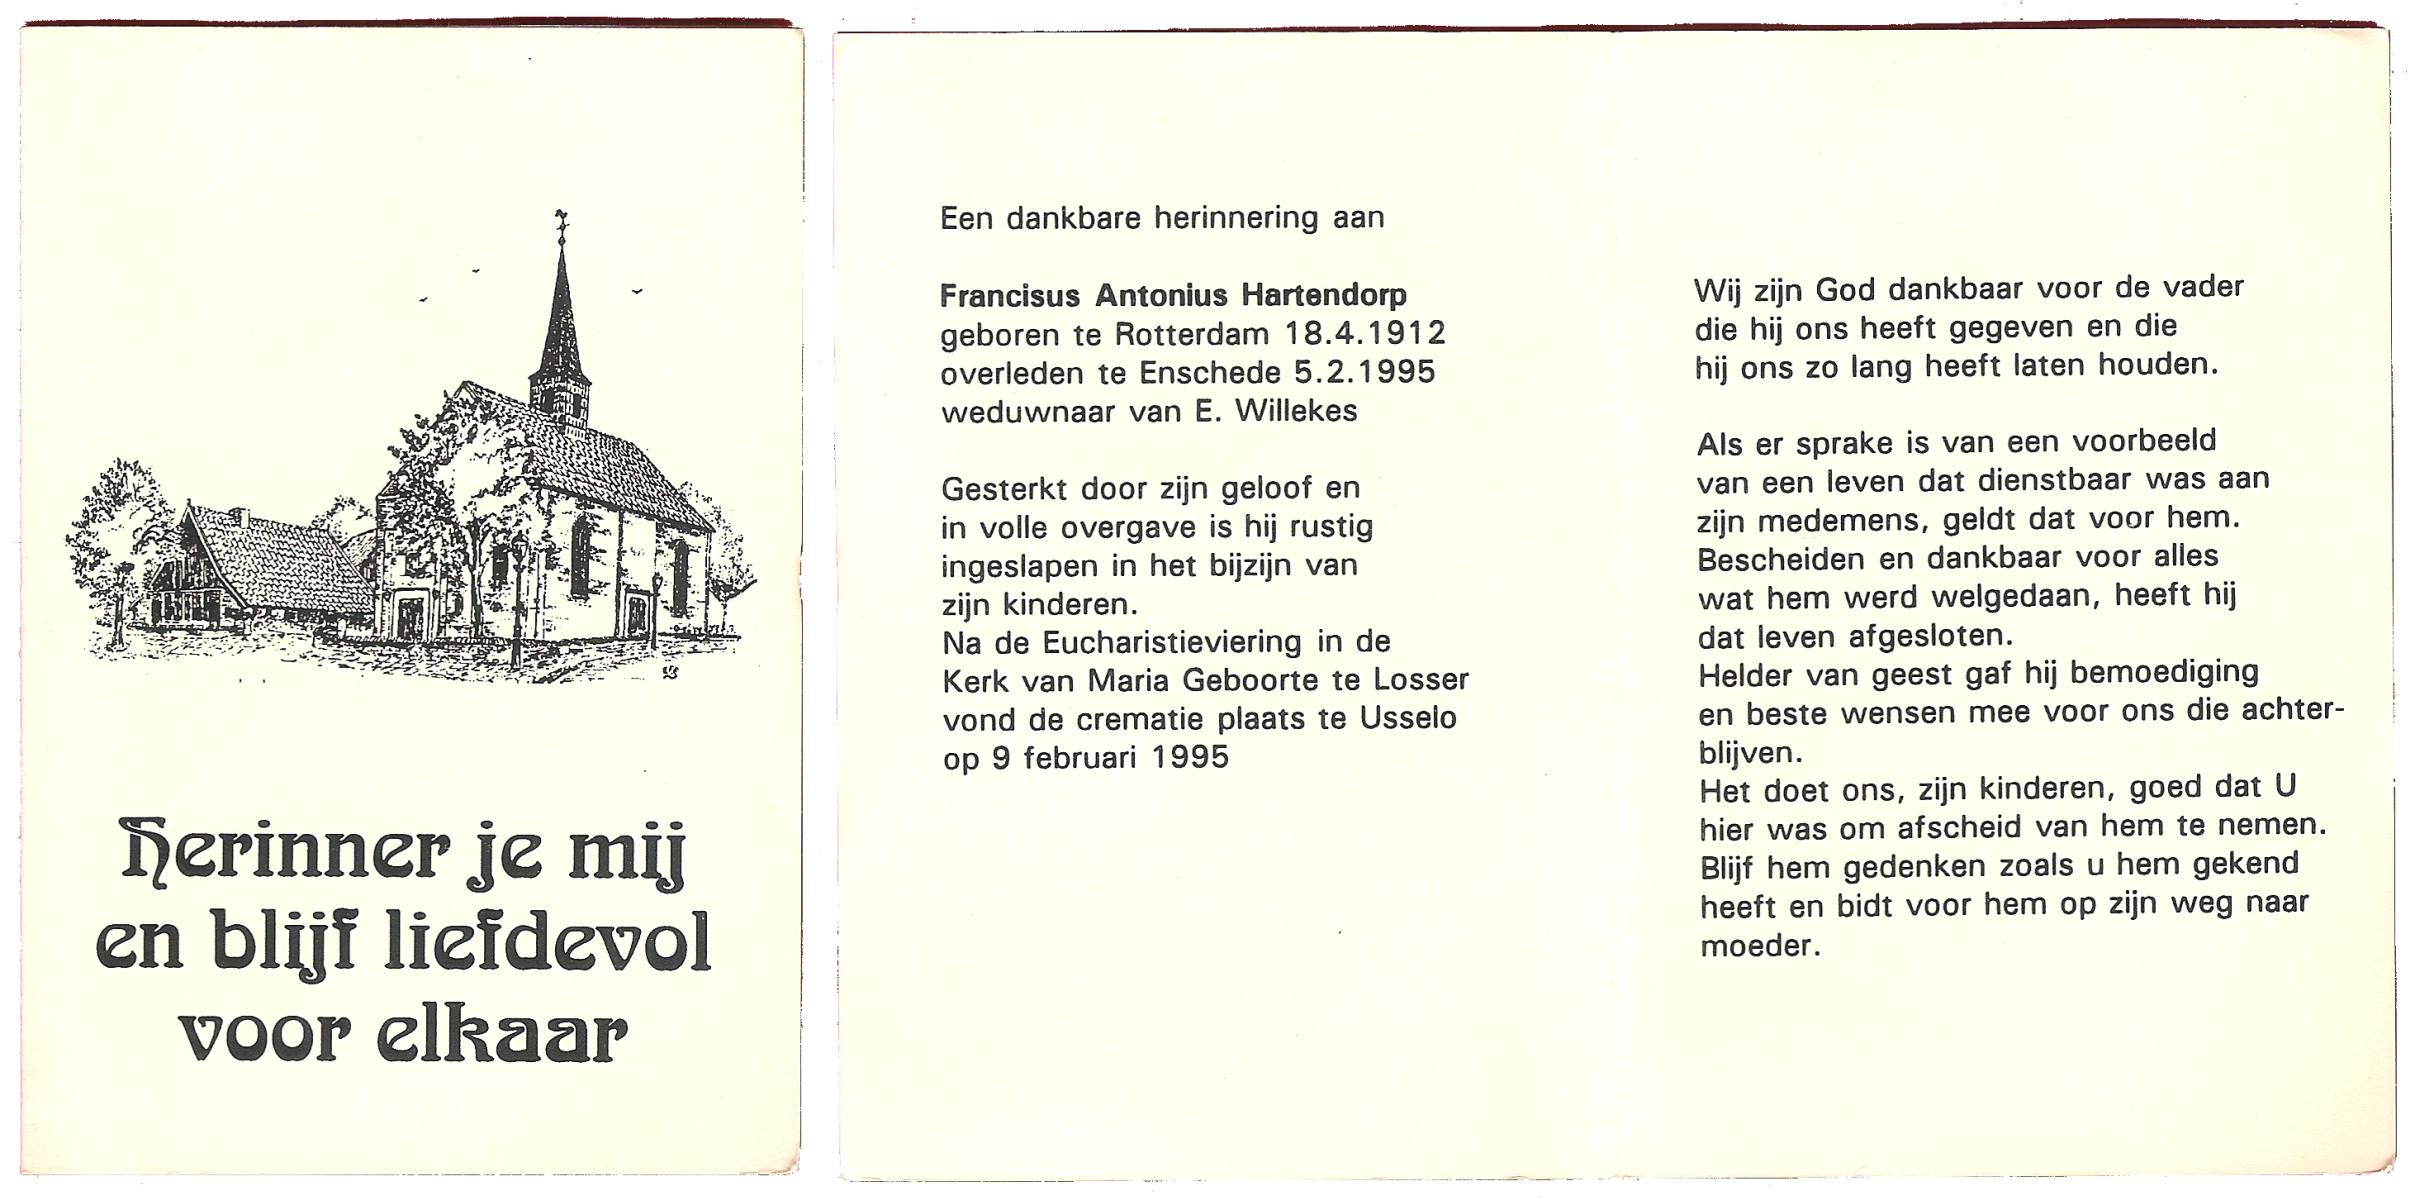 Herinner je mij
en blijf liefdevol
voor elkaar
Een dankbare herinnering aan
Francisus Antonius Hartendorp
geboren te Rotterdam 18.4.1912
overleden te Enschede 5.2.1995
weduwnaar van E. Willekes
Gesterkt door zijn geloof en
in volle overgave is hij rustig
ingeslapen in het bijzijn van
zijn kinderen.
Na de Eucharistieviering in de
Kerk van Maria Geboorte te Losser
vond de crematie plaats te Usselo
op 9 februari 1995
Wij zijn God dankbaar voor de vader
die hij ons heeft gegeven en die
hij ons zo lang heeft laten houden.
Als er sprake is van een voorbeeld
van een leven dat dienstbaar was aan
zijn medemens, geldt dat voor hem.
Bescheiden en dankbaar voor alles
wat hem werd welgedaan, heeft hij
dat leven afgesloten.
Helder van geest gaf hij bemoediging
en beste wensen mee voor ons die achter-
blijven.
Het doet ons, zijn kinderen, goed dat U
hier was om afscheid van hem te nemen.
Blijf hem gedenken zoals u hem gekend
heeft en bidt voor hem op zijn weg naar
moeder.